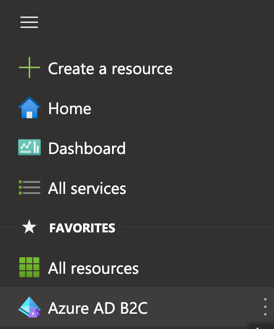 Create a resource
Home
Dashboard
All services
FAVORITES
All resources
Azure AD B2C